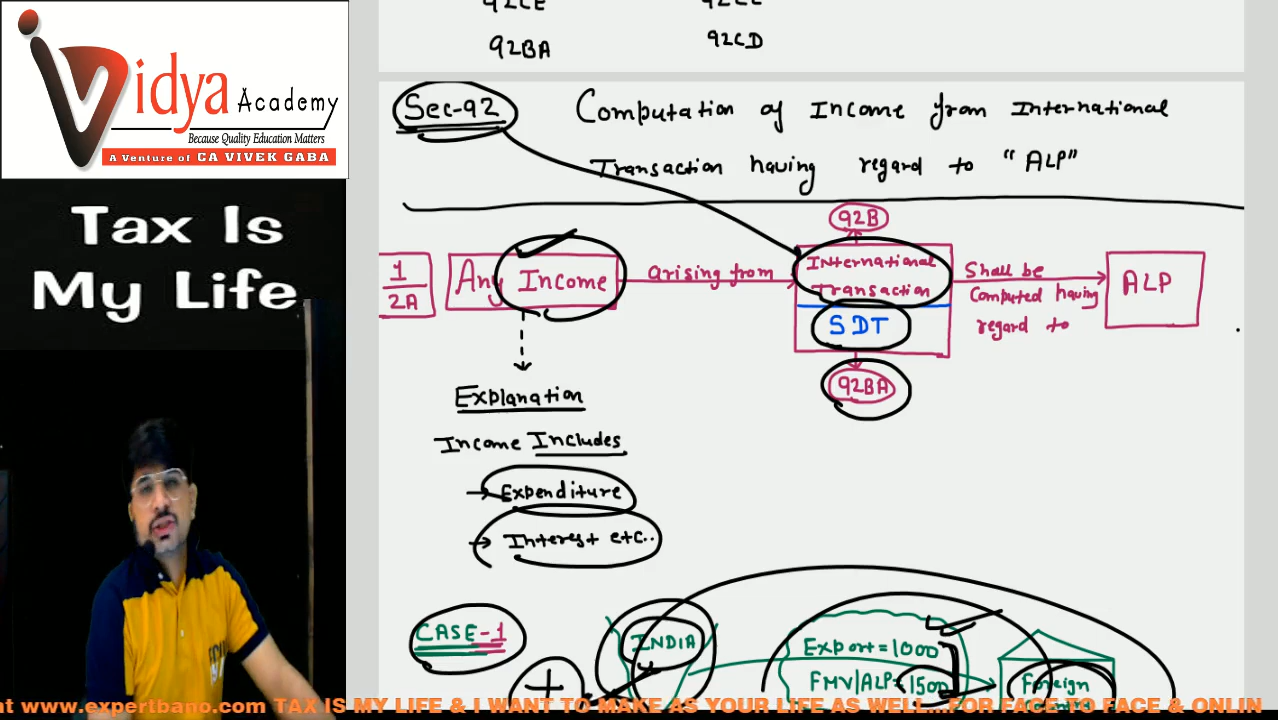 Vidya Academy
Because Quality Education Matters
A Venture of CA VIVEK GABA
Tax Is
My Life
92CE
92BA 92CD
Sec-92 Computation of Income from International
Transaction having regard to "ALP"
92B
1
2A
Any Income
arising from
International
Transaction
SDT
92BA
Shall be
Computed having
regard to
ALP
Explanation
Income Includes
→ Expenditure
→ Interest etc..
CASE-1
+
INDIA
Export = 1000
FMV|ALP = 1500
Foreign
www.expertbano.com TAX IS MY LIFE & I WANT TO MAKE AS YOUR LIFE AS WELL....FOR FACE TO FACE & ONLIN